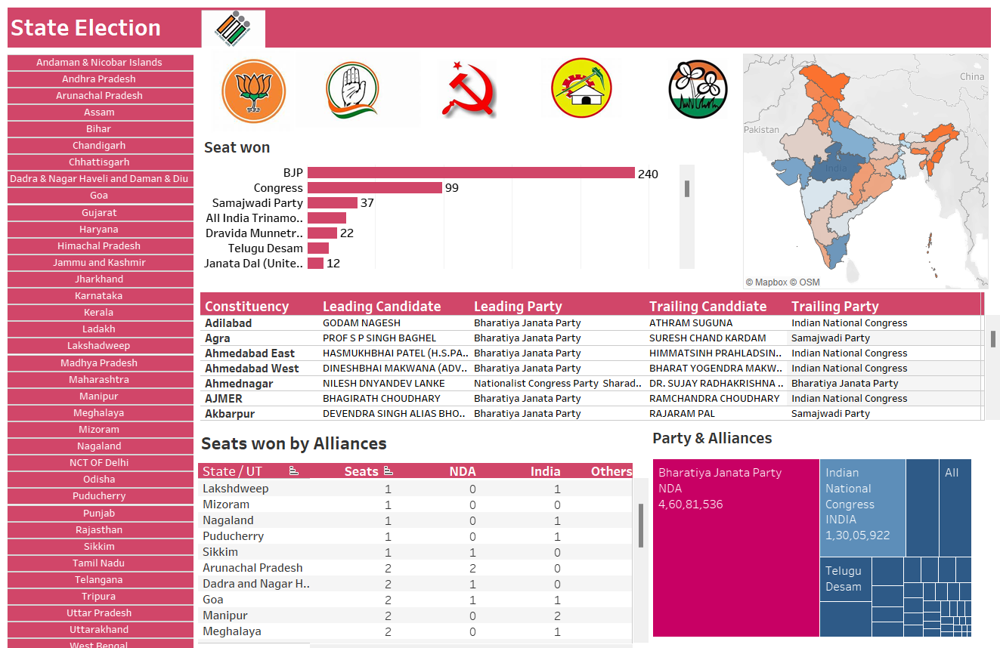 State Election
Andaman & Nicobar Islands
Andhra Pradesh
Arunachal Pradesh
Assam
Bihar
Chandigarh
Chhattisgarh
Dadra & Nagar Haveli and Daman & Diu
Goa
Gujarat
Haryana
Himachal Pradesh
Jammu and Kashmir
Jharkhand
Karnataka
Kerala
Ladakh
Lakshadweep
Madhya Pradesh
Maharashtra
Manipur
Meghalaya
Mizoram
Nagaland
NCT OF Delhi
Odisha
Puducherry
Punjab
Rajasthan
Sikkim
Tamil Nadu
Telangana
Tripura
Uttar Pradesh
Uttarakhand
West Bengal
China
Pakistan
India
© Mapbox © OSM
Seat won
BJP 240
Congress 99
Samajwadi Party 37
All India Trinamo..
Dravida Munnetr.. 22
Telugu Desam
Janata Dal (Unite.. 12
Constituency Leading Candidate Leading Party Trailing Canddiate Trailing Party
Adilabad GODAM NAGESH Bharatiya Janata Party ATHRAM SUGUNA Indian National Congress
Agra PROF S P SINGH BAGHEL Bharatiya Janata Party SURESH CHAND KARDAM Samajwadi Party
Ahmedabad East HASMUKHBHAI PATEL (H.S.PA.. Bharatiya Janata Party HIMMATSINH PRAHLADSIN.. Indian National Congress
Ahmedabad West DINESHBHAI MAKWANA (ADV.. Bharatiya Janata Party BHARAT YOGENDRA MAKW.. Indian National Congress
Ahmednagar NILESH DNYANDEV LANKE Nationalist Congress Party Sharad.. DR. SUJAY RADHAKRISHNA .. Bharatiya Janata Party
AJMER BHAGIRATH CHOUDHARY Bharatiya Janata Party RAMCHANDRA CHOUDHARY Indian National Congress
Akbarpur DEVENDRA SINGH ALIAS BHO.. Bharatiya Janata Party RAJARAM PAL Samajwadi Party
Seats won by Alliances
State / UT Seats NDA India Others
Lakshdweep 1 0 1
Mizoram 1 0 1
Nagaland 1 0 1
Puducherry 1 0 1
Sikkim 1 1 0
Arunachal Pradesh 2 2 0
Dadra and Nagar H.. 2 1 0
Goa 2 1 1
Manipur 2 0 2
Meghalaya 2 0 1
Party & Alliances
Bharatiya Janata Party
NDA
4,60,81,536
Indian
National
Congress
INDIA
1,30,05,922
All
Telugu
Desam